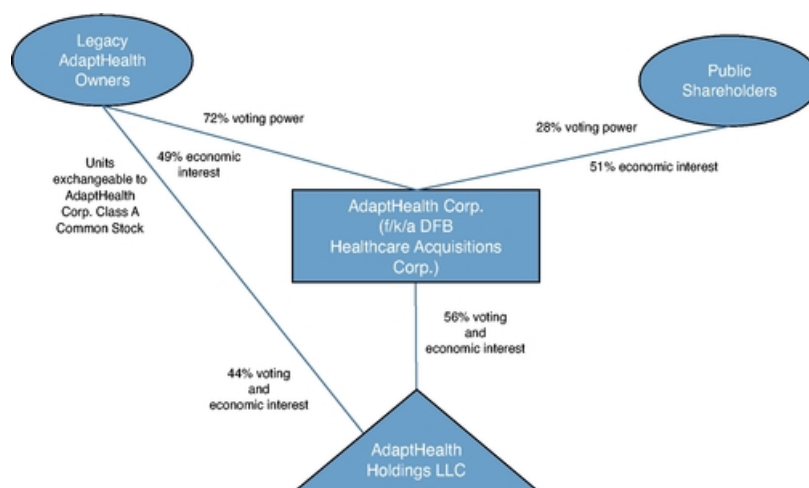 Legacy
AdaptHealth
Owners
Public
Shareholders
72% voting power
28% voting power
49% economic
interest
51% economic interest
Units
exchangeable to
AdaptHealth
Corp. Class A
Common Stock
AdaptHealth Corp.
(f/k/a DFB
Healthcare Acquisitions
Corp.)
56% voting
and
economic interest
44% voting
and
economic interest
AdaptHealth
Holdings LLC